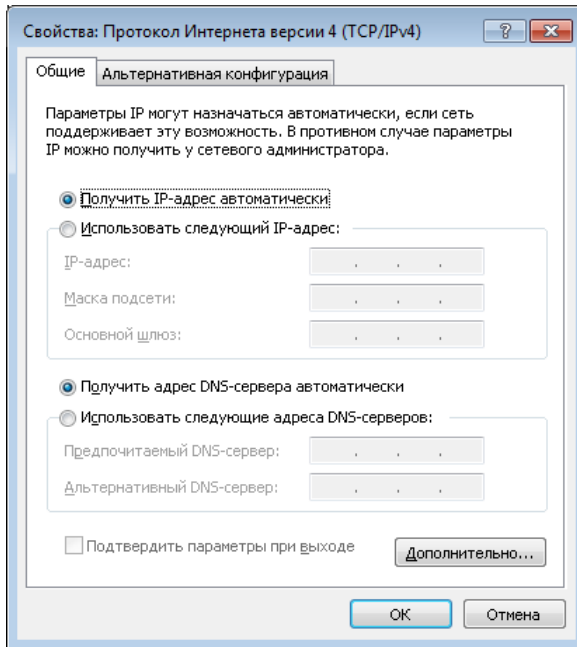 Свойства: Протокол Интернета версии 4 (TCP/IPv4)
Общие
Альтернативная конфигурация
Параметры IP могут назначаться автоматически, если сеть
поддерживает эту возможность. В противном случае параметры
IP можно получить у сетевого администратора.
Получить IP-адрес автоматически
Использовать следующий IP-адрес:
IP-адрес:
Маска подсети:
Основной шлюз:
Получить адрес DNS-сервера автоматически
Использовать следующие адреса DNS-серверов:
Предпочитаемый DNS-сервер:
Альтернативный DNS-сервер:
Подтвердить параметры при выходе
Дополнительно...
ОК
Отмена